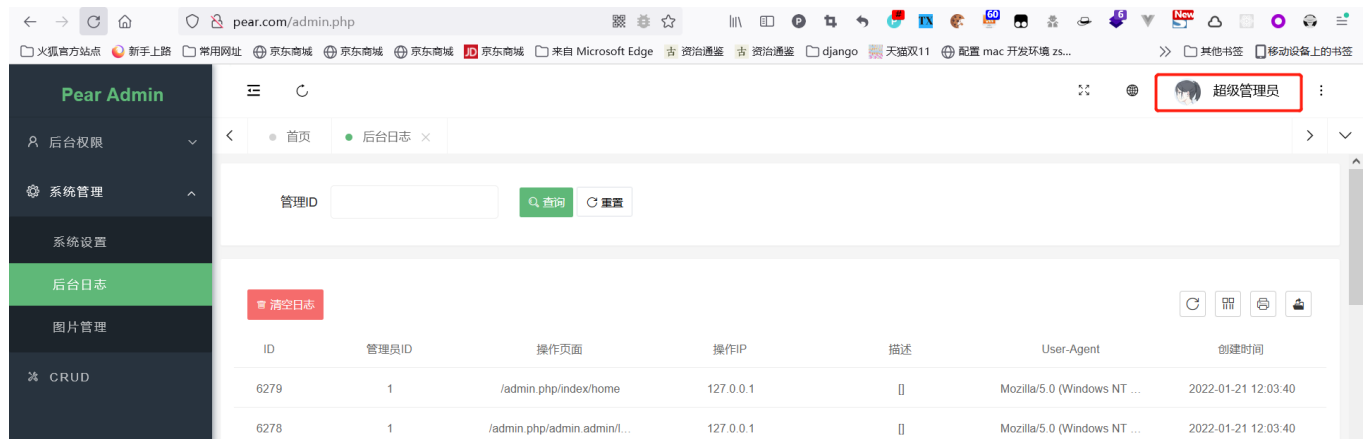 pear.com/admin.php
60
6
New
火狐官方站点 新手上路 常用网址 京东商城 京东商城 京东商城 JD 京东商城 来自 Microsoft Edge 古 资治通鉴 古 资治通鉴 django 天猫双11 配置 mac 开发环境 zs... 其他书签 移动设备上的书签
Pear Admin
超级管理员
后台权限
首页 后台日志
系统管理
管理ID
查询 重置
系统设置
后台日志
清空日志
图片管理
ID 管理员ID 操作页面 操作IP 描述 User-Agent 创建时间
CRUD
6279 1 /admin.php/index/home 127.0.0.1 [] Mozilla/5.0 (Windows NT ... 2022-01-21 12:03:40
6278 1 /admin.php/admin.admin/l... 127.0.0.1 [] Mozilla/5.0 (Windows NT ... 2022-01-21 12:03:40